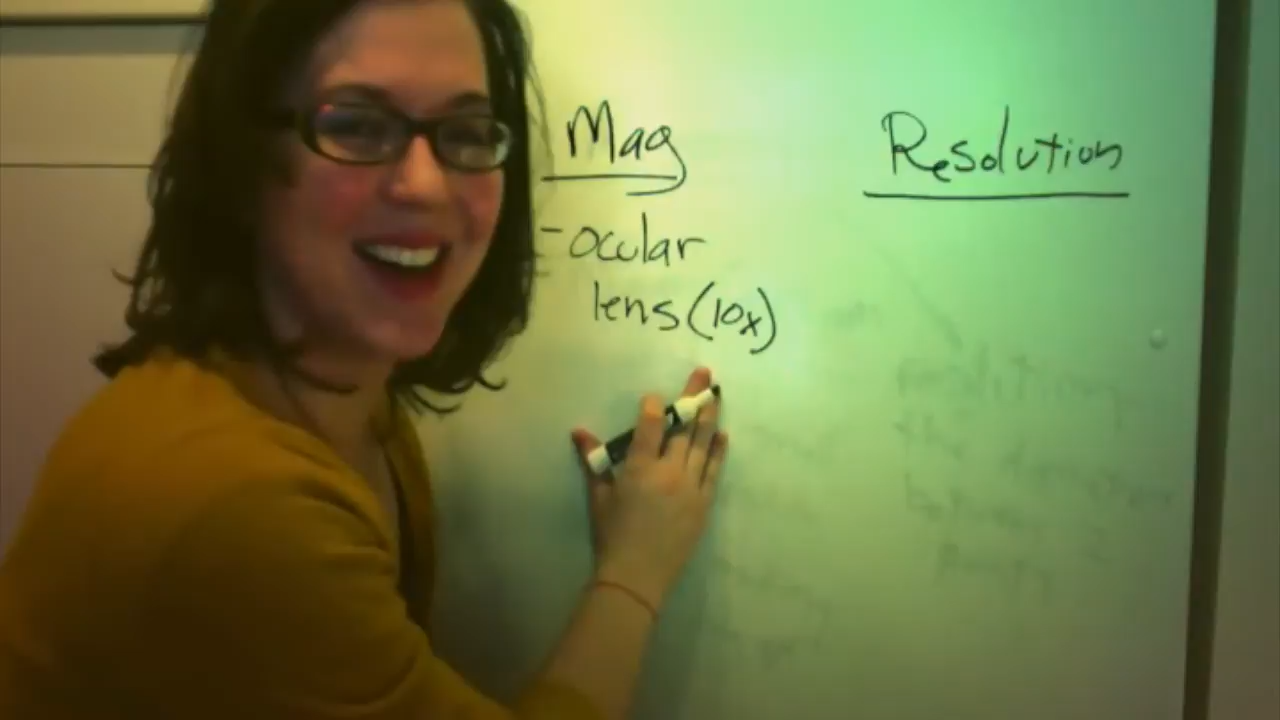 Mag
Resolution
- ocular
lens (10x)